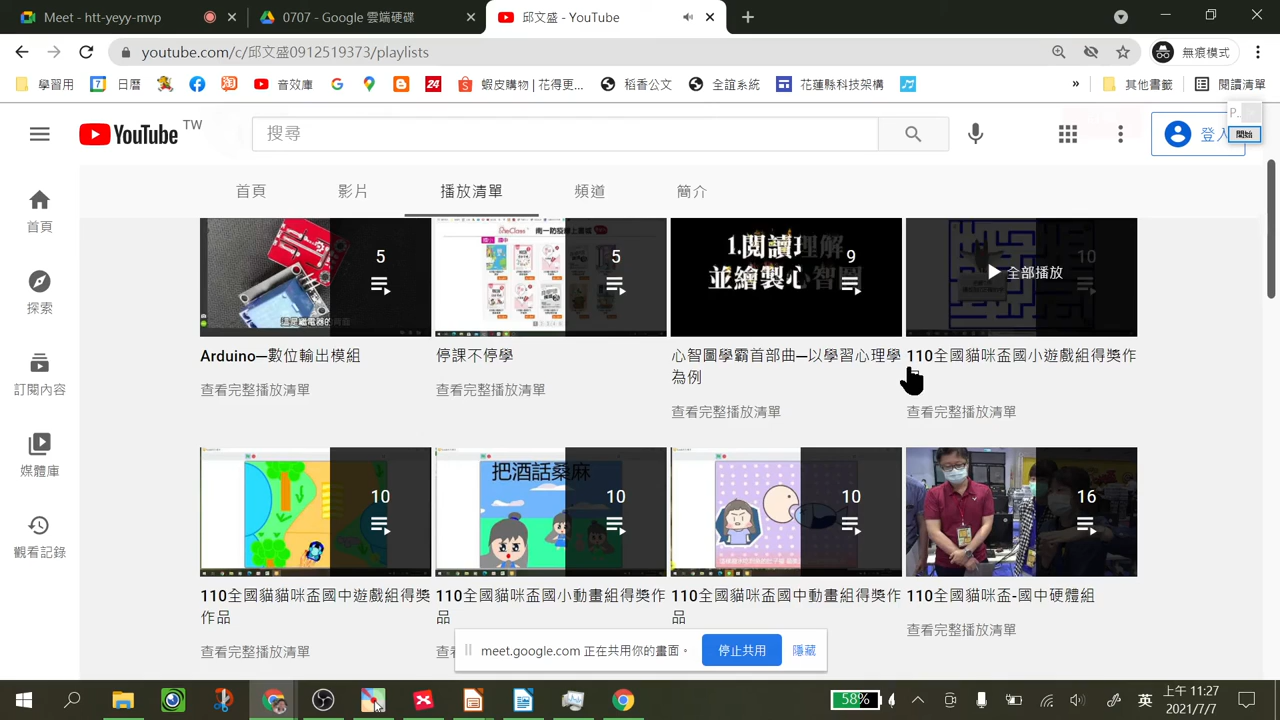 Meet - htt-yeyy-mvp
0707 - Google 雲端硬碟
邱文盛 - YouTube
youtube.com/c/邱文盛0912519373/playlists
無痕模式
學習用
日曆
音效庫
蝦皮購物 | 花得更...
稻香公文
全誼系統
花蓮縣科技架構
»
其他書籤
閱讀清單
P...
開始
YouTube TW
搜尋
登入
首頁
影片
播放清單
頻道
簡介
首頁
探索
訂閱內容
媒體庫
觀看記錄
5
5
1.閱讀理解
並繪製心智圖
9
10
全部播放
Arduino—數位輸出模組
查看完整播放清單
停課不停學
查看完整播放清單
心智圖學霸首部曲—以學習心理學
為例
查看完整播放清單
110全國貓咪盃國小遊戲組得獎作
查看完整播放清單
10
把酒話桑麻
10
10
16
110全國貓貓咪盃國中遊戲組得獎
作品
查看完整播放清單
110全國貓咪盃國小動畫組得獎作
品
110全國貓咪盃國中動畫組得獎作
品
110全國貓咪盃-國中硬體組
查看完整播放清單
meet.google.com 正在共用你的畫面。
停止共用
隱藏
58%
英
上午 11:27
2021/7/7